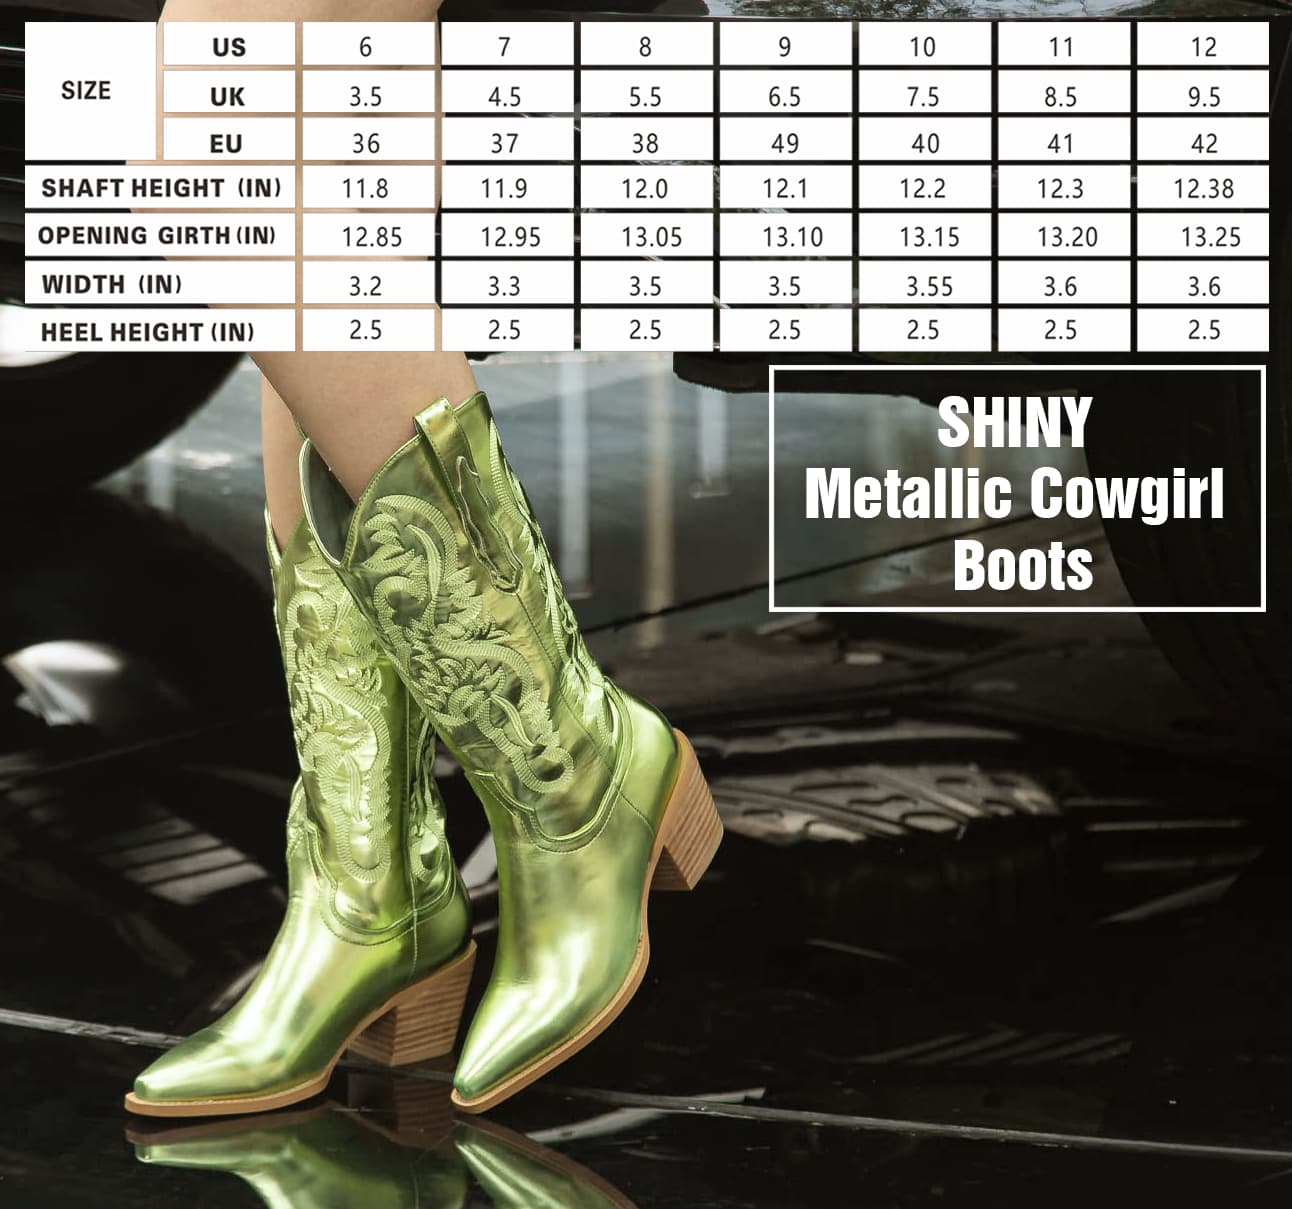 SIZE US 6 7 8 9 10 11 12
UK 3.5 4.5 5.5 6.5 7.5 8.5 9.5
EU 36 37 38 49 40 41 42
SHAFT HEIGHT (IN) 11.8 11.9 12.0 12.1 12.2 12.3 12.38
OPENING GIRTH (IN) 12.85 12.95 13.05 13.10 13.15 13.20 13.25
WIDTH (IN) 3.2 3.3 3.5 3.5 3.55 3.6 3.6
HEEL HEIGHT (IN) 2.5 2.5 2.5 2.5 2.5 2.5 2.5
SHINY
Metallic Cowgirl
Boots